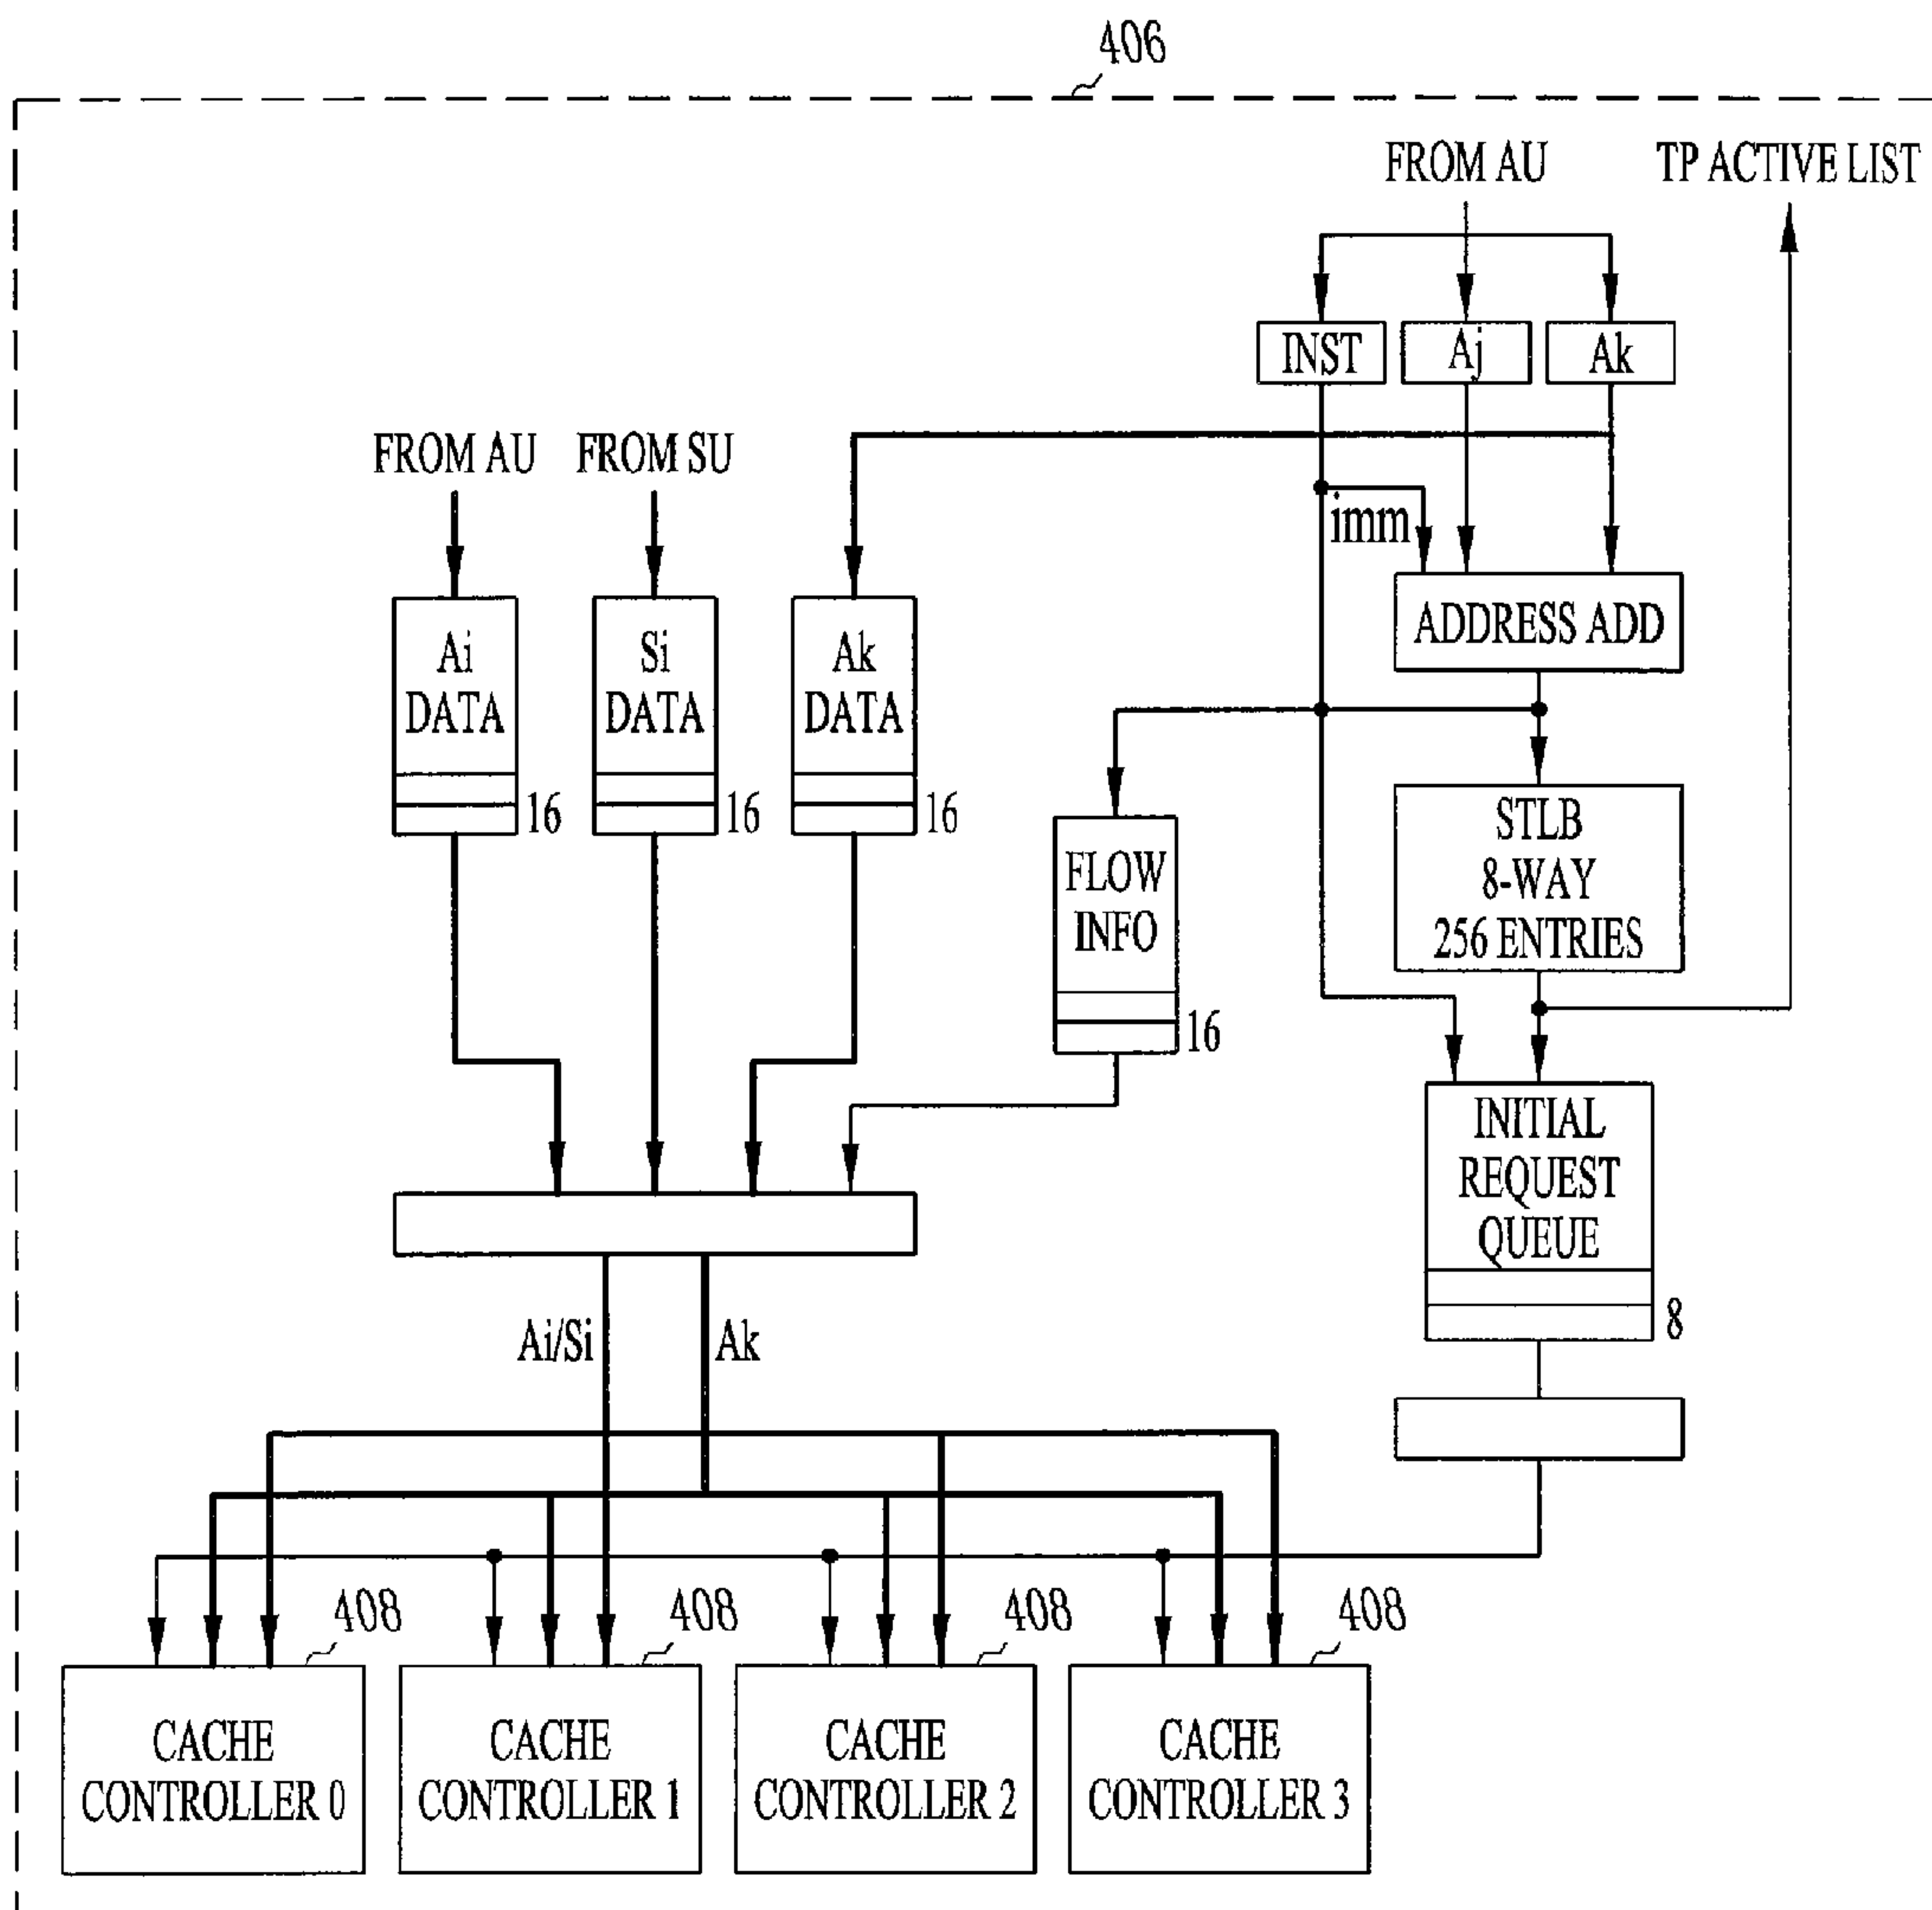 406
FROM AU
TP ACTIVE LIST
INST
Aj
Ak
FROM AU
FROM SU
imm
ADDRESS ADD
Ai
DATA
16
Si
DATA
16
Ak
DATA
16
FLOW
INFO
16
STLB
8-WAY
256 ENTRIES
INITIAL
REQUEST
QUEUE
8
Ai/Si
Ak
408
408
408
408
CACHE
CONTROLLER 0
CACHE
CONTROLLER 1
CACHE
CONTROLLER 2
CACHE
CONTROLLER 3